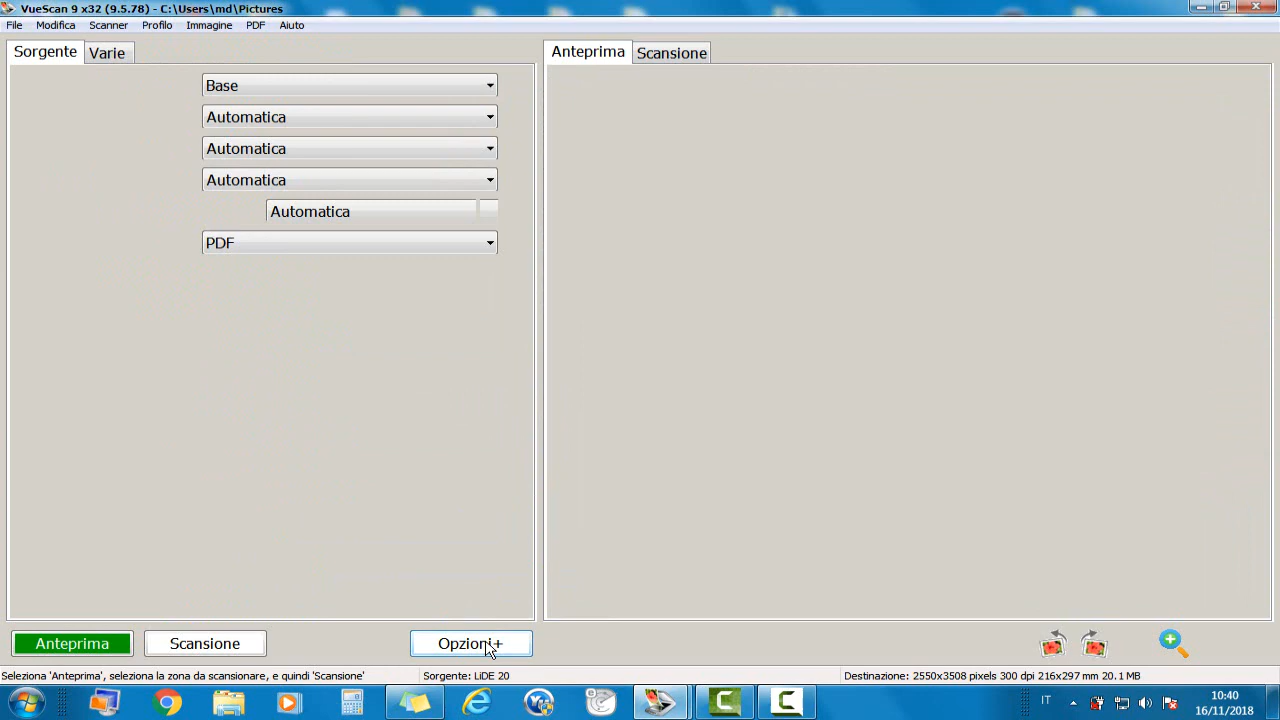 VueScan 9 x32 (9.5.78) - C:\Users\md\Pictures
File Modifica Scanner Profilo Immagine PDF Aiuto
Sorgente Varie Anteprima Scansione
Base
Automatica
Automatica
Automatica
Automatica
PDF
Anteprima Scansione Opzioni+
Seleziona 'Anteprima', seleziona la zona da scansionare, e quindi 'Scansione' Sorgente: LiDE 20 Destinazione: 2550x3508 pixels 300 dpi 216x297 mm 20.1 MB
IT 10:40
16/11/2018